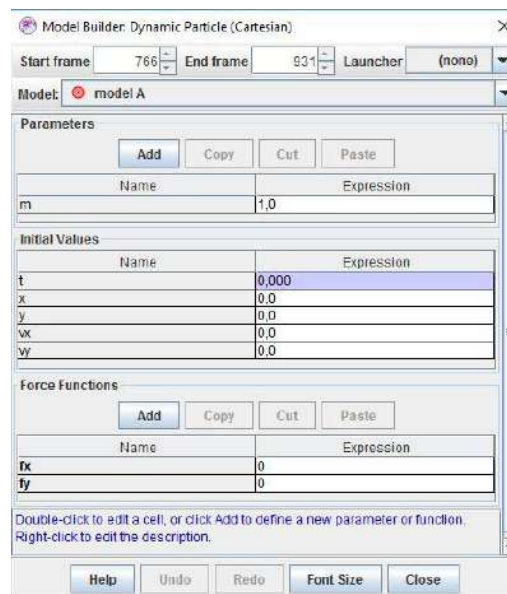 Model Builder: Dynamic Particle (Cartesian)
Start frame 766 End frame 931 Launcher (none)
Model: model A
Parameters
Add Copy Cut Paste
Name Expression
m 1,0
Initial Values
Name Expression
t 0,000
x 0,0
y 0,0
vx 0,0
vy 0,0
Force Functions
Add Copy Cut Paste
Name Expression
fx 0
fy 0
Double-click to edit a cell, or click Add to define a new parameter or function.
Right-click to edit the description.
Help Undo Redo Font Size Close